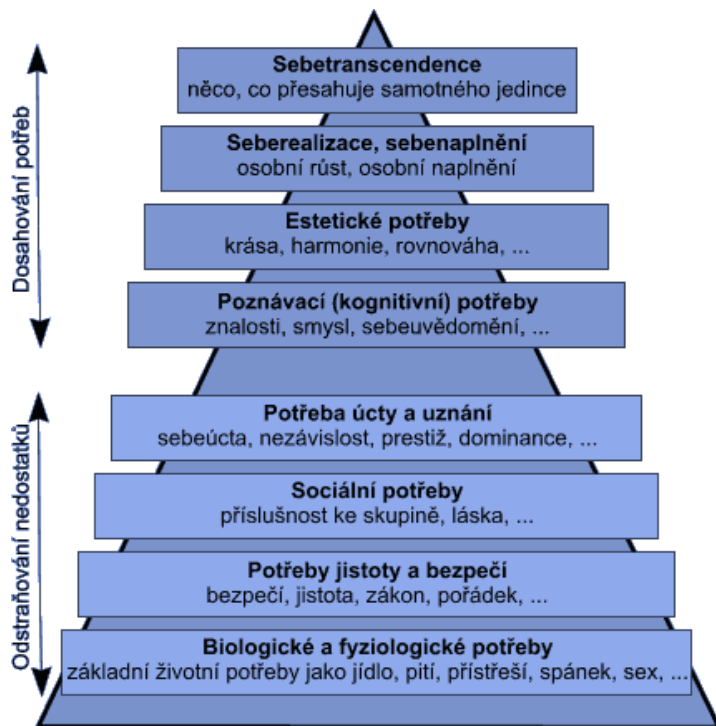 Dosahování potřeb
Sebetranscendence
něco, co přesahuje samotného jedince
Seberealizace, sebenaplnění
osobní růst, osobní naplnění
Estetické potřeby
krása, harmonie, rovnováha, ...
Poznávací (kognitivní) potřeby
znalosti, smysl, sebeuvědomění, ...
Odstraňování nedostatků
Potřeba úcty a uznání
sebeúcta, nezávislost, prestiž, dominance, ...
Sociální potřeby
příslušnost ke skupině, láska, ...
Potřeby jistoty a bezpečí
bezpečí, jistota, zákon, pořádek, ...
Biologické a fyziologické potřeby
základní životní potřeby jako jídlo, pití, přístřeší, spánek, sex, ...